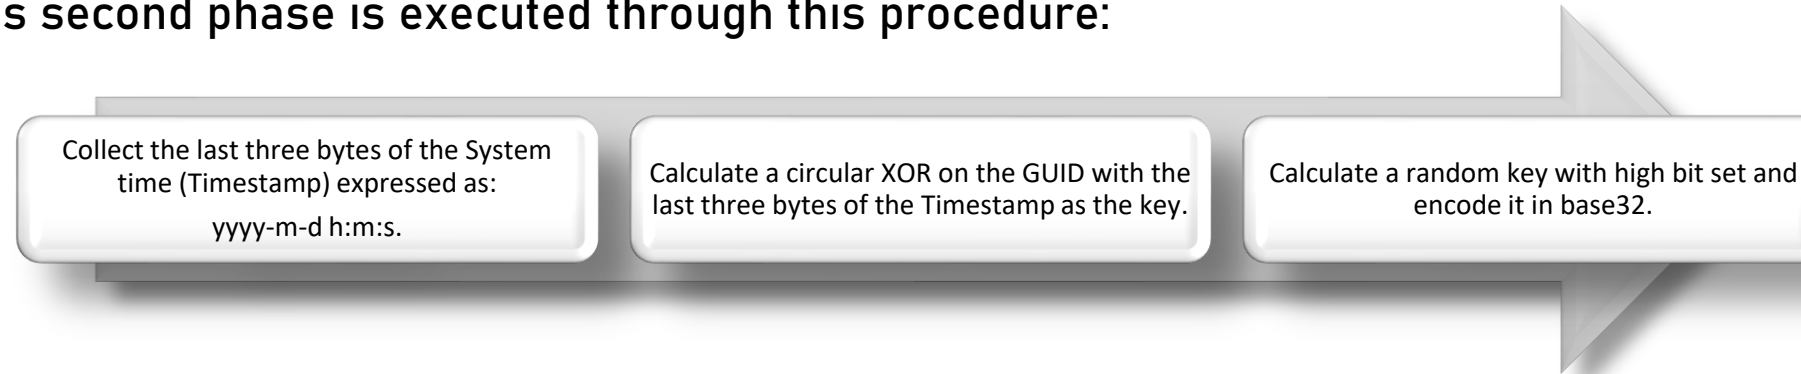 s second phase is executed through this procedure:
Collect the last three bytes of the System
time (Timestamp) expressed as:
yyyy-m-d h:m:s.
Calculate a circular XOR on the GUID with the
last three bytes of the Timestamp as the key.
Calculate a random key with high bit set and
encode it in base32.